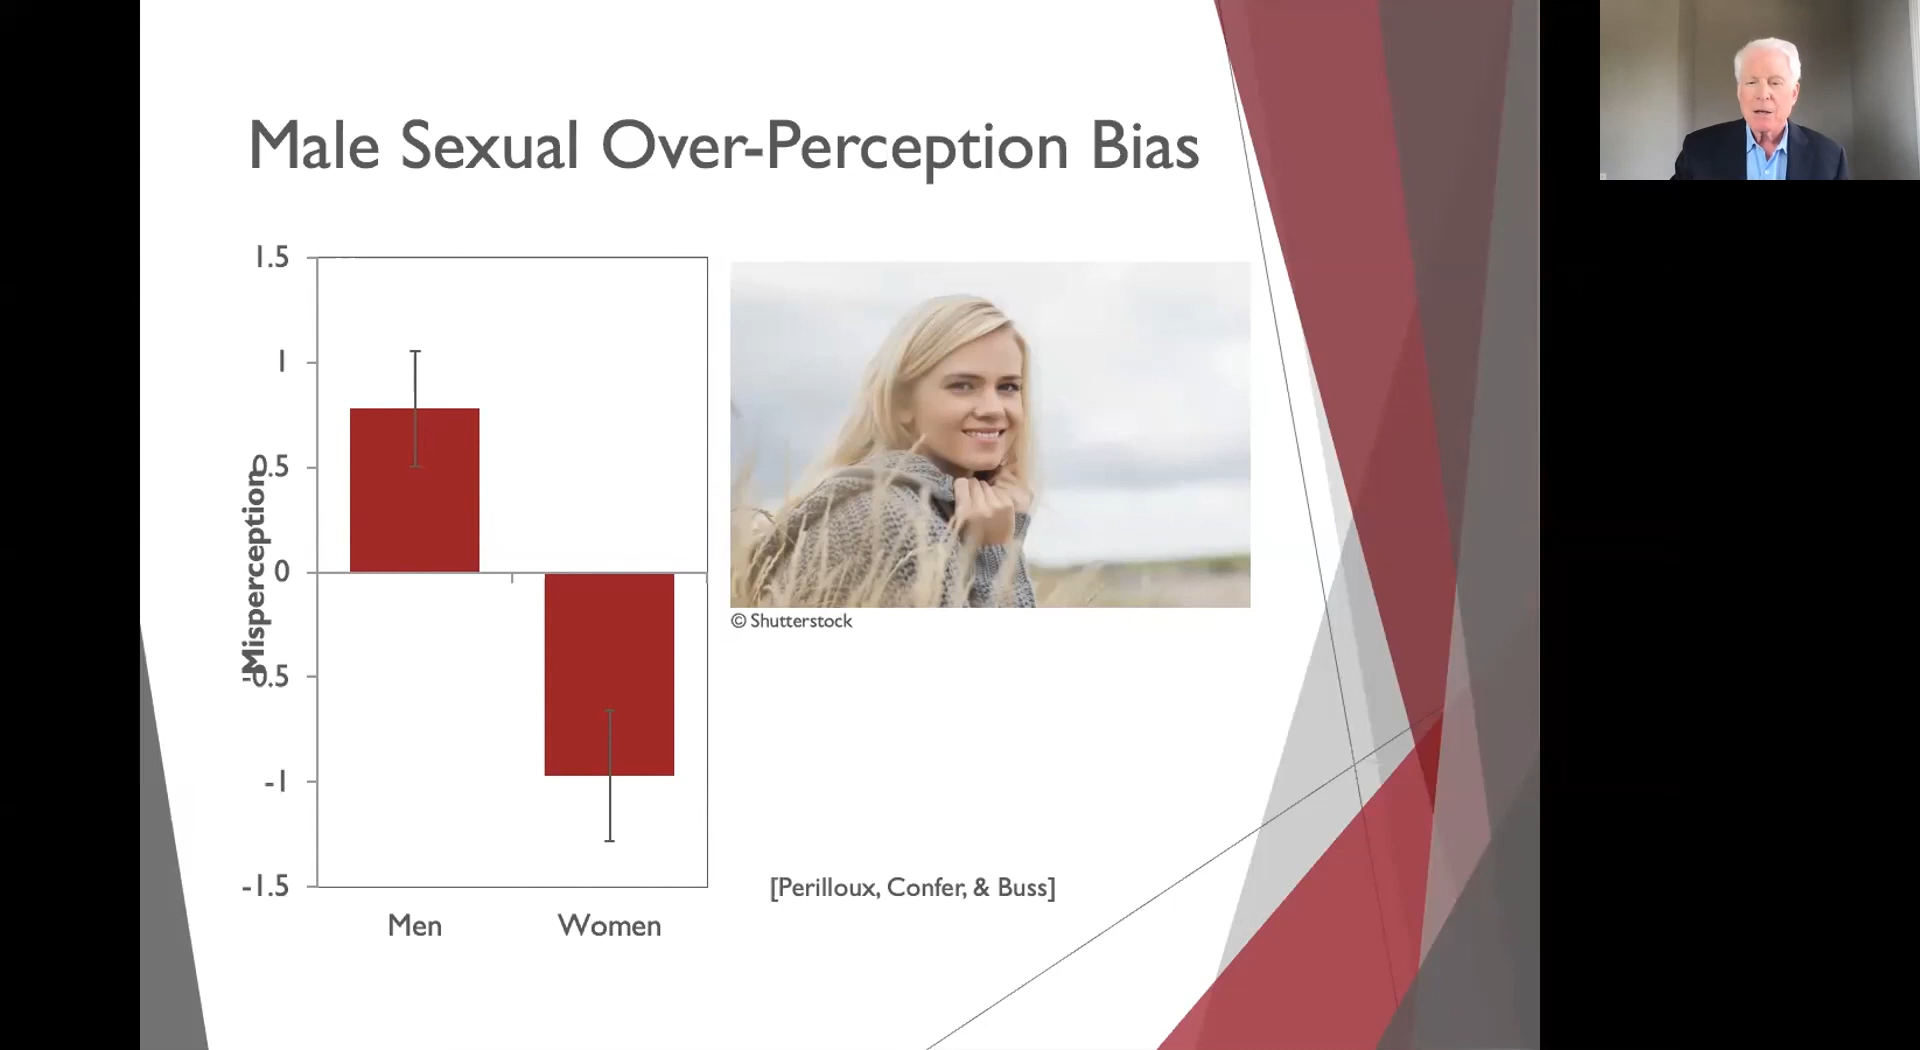 Male Sexual Over-Perception Bias
1.5
1
0.5
0
-0.5
-1
-1.5
Misperception
Men
Women
© Shutterstock
[Perilloux, Confer, & Buss]